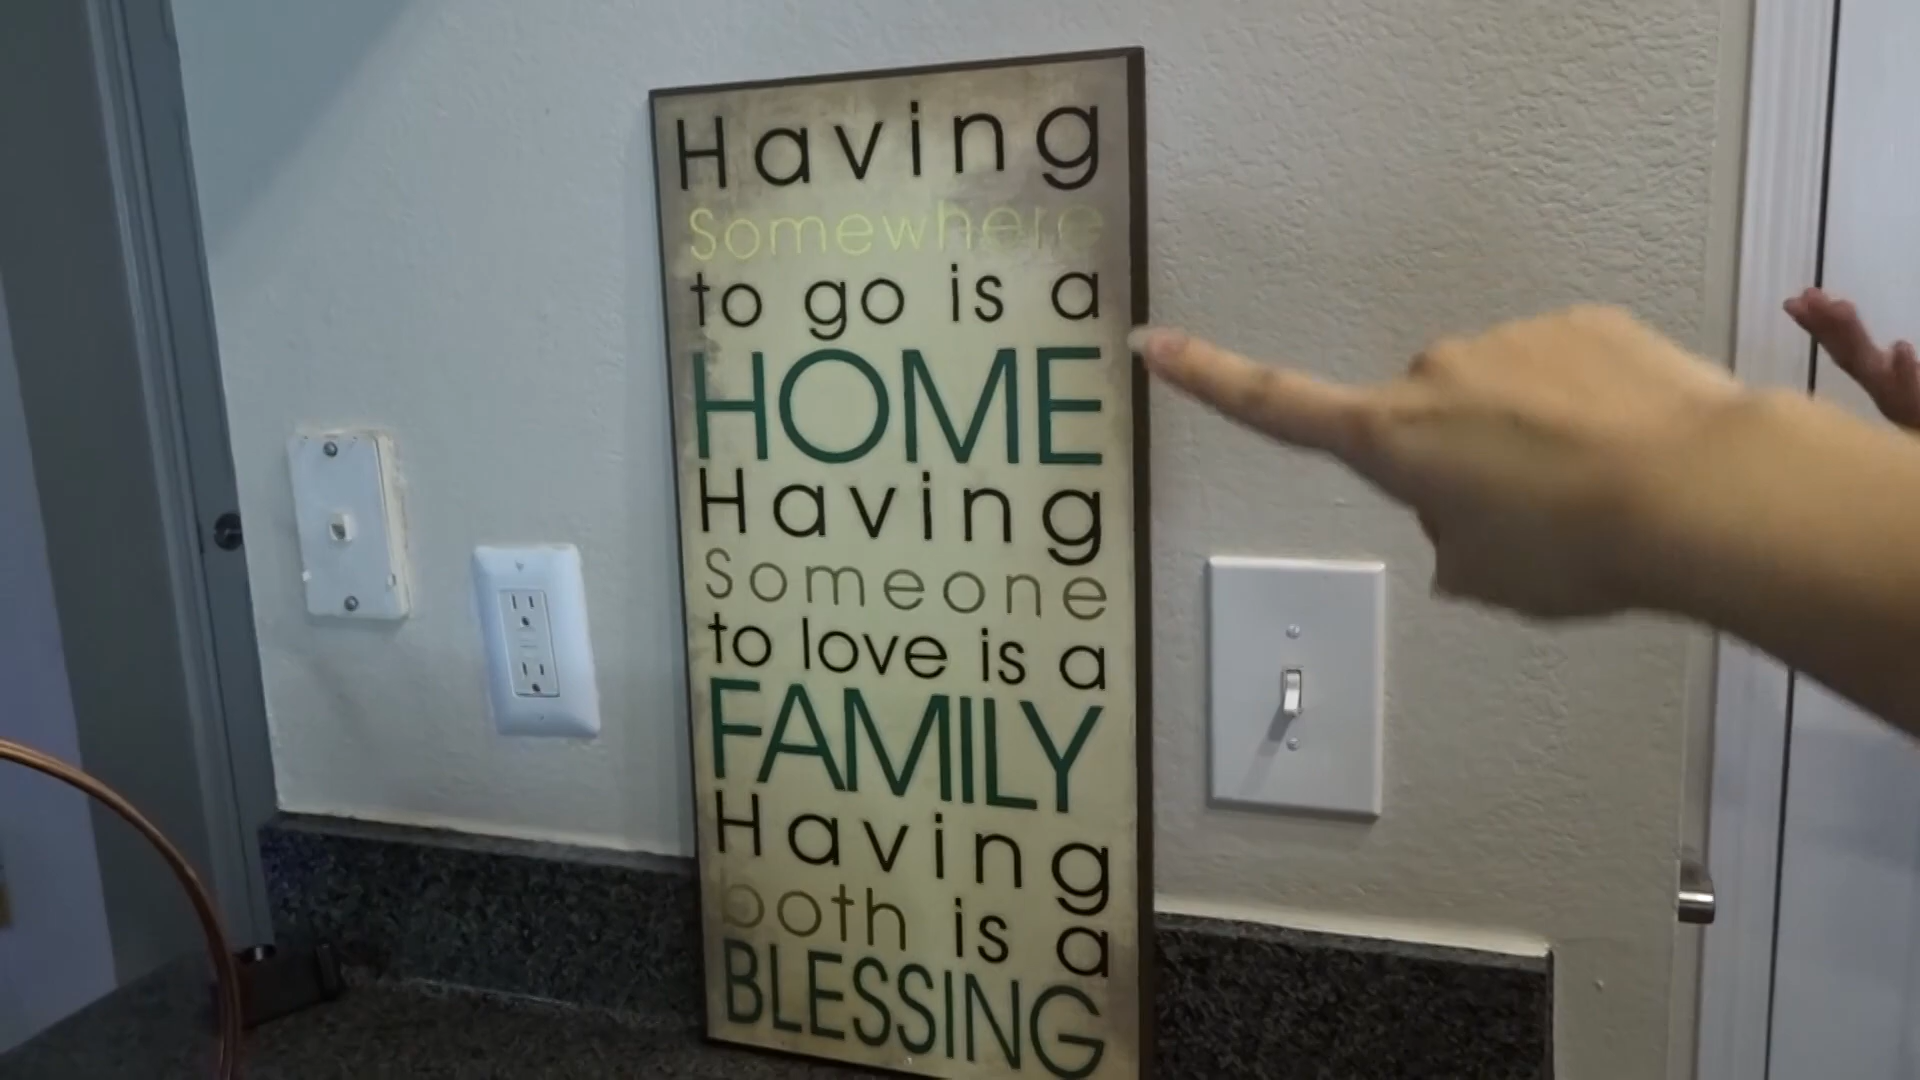 Having
Somewhere
to go is a
HOME
Having
Someone
to love is a
FAMILY
Having
both is a
BLESSING